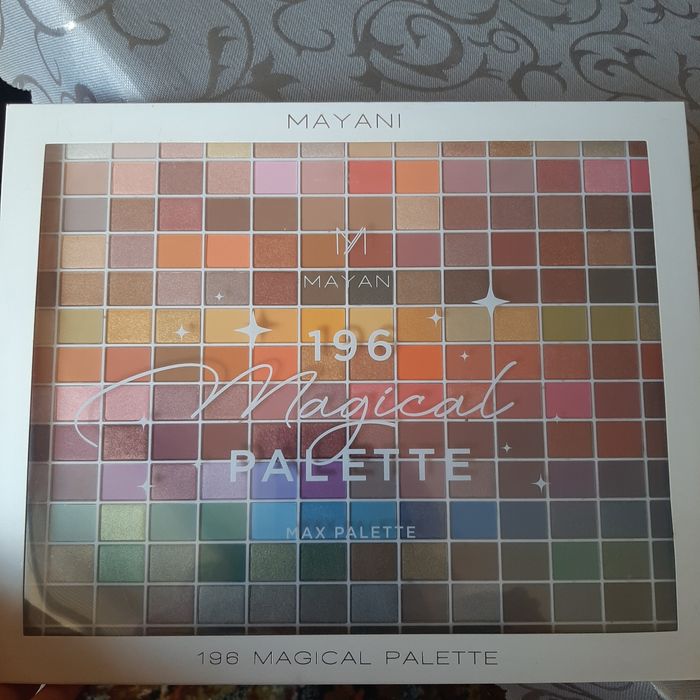 MAYANI
MAYANI
196
Magical
PALETTE
MAX PALETTE
196 MAGICAL PALETTE